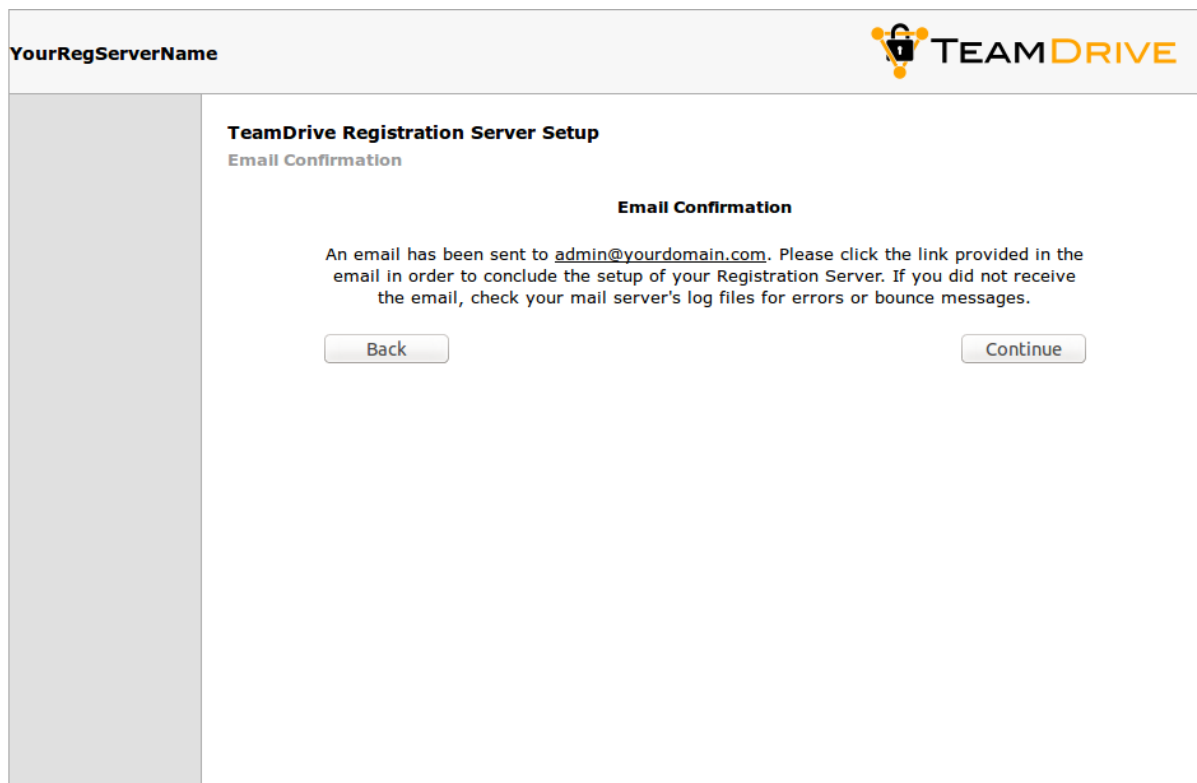 YourRegServerName
TEAMDRIVE
TeamDrive Registration Server Setup
Email Confirmation
Email Confirmation
An email has been sent to admin@yourdomain.com. Please click the link provided in the
email in order to conclude the setup of your Registration Server. If you did not receive
the email, check your mail server's log files for errors or bounce messages.
Back
Continue